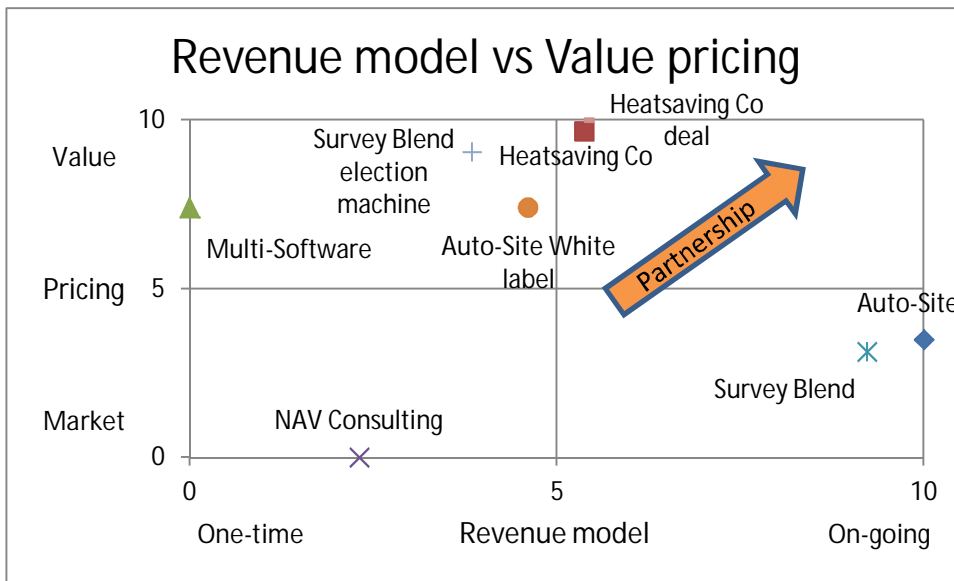 Revenue model vs Value pricing
10
Value
Survey Blend
election
machine
Heatsaving Co
deal
Heatsaving Co
Multi-Software
Auto-Site White
label
Partnership
Pricing
5
Auto-Site
Survey Blend
Market
NAV Consulting
0
0
5
10
One-time
Revenue model
On-going